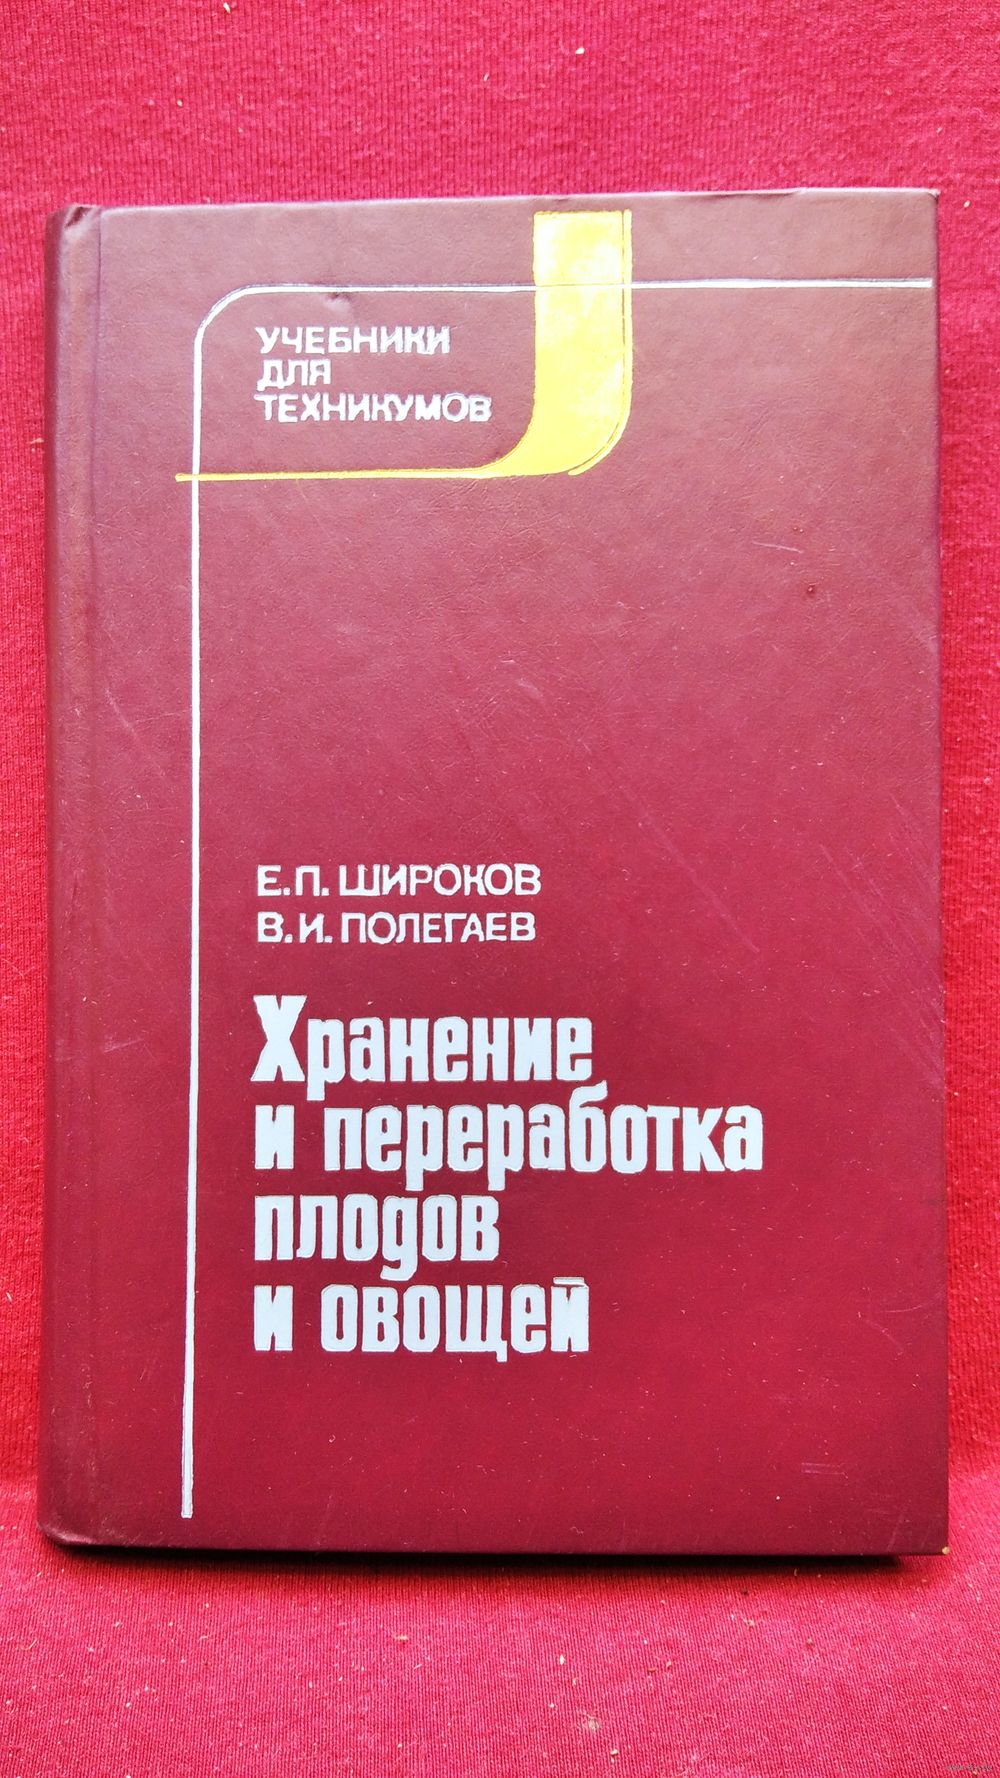 УЧЕБНИКИ
ДЛЯ
ТЕХНИКУМОВ
Е.П. ШИРОКОВ
В.И. ПОЛЕГАЕВ
Хранение
и переработка
плодов
и овощей